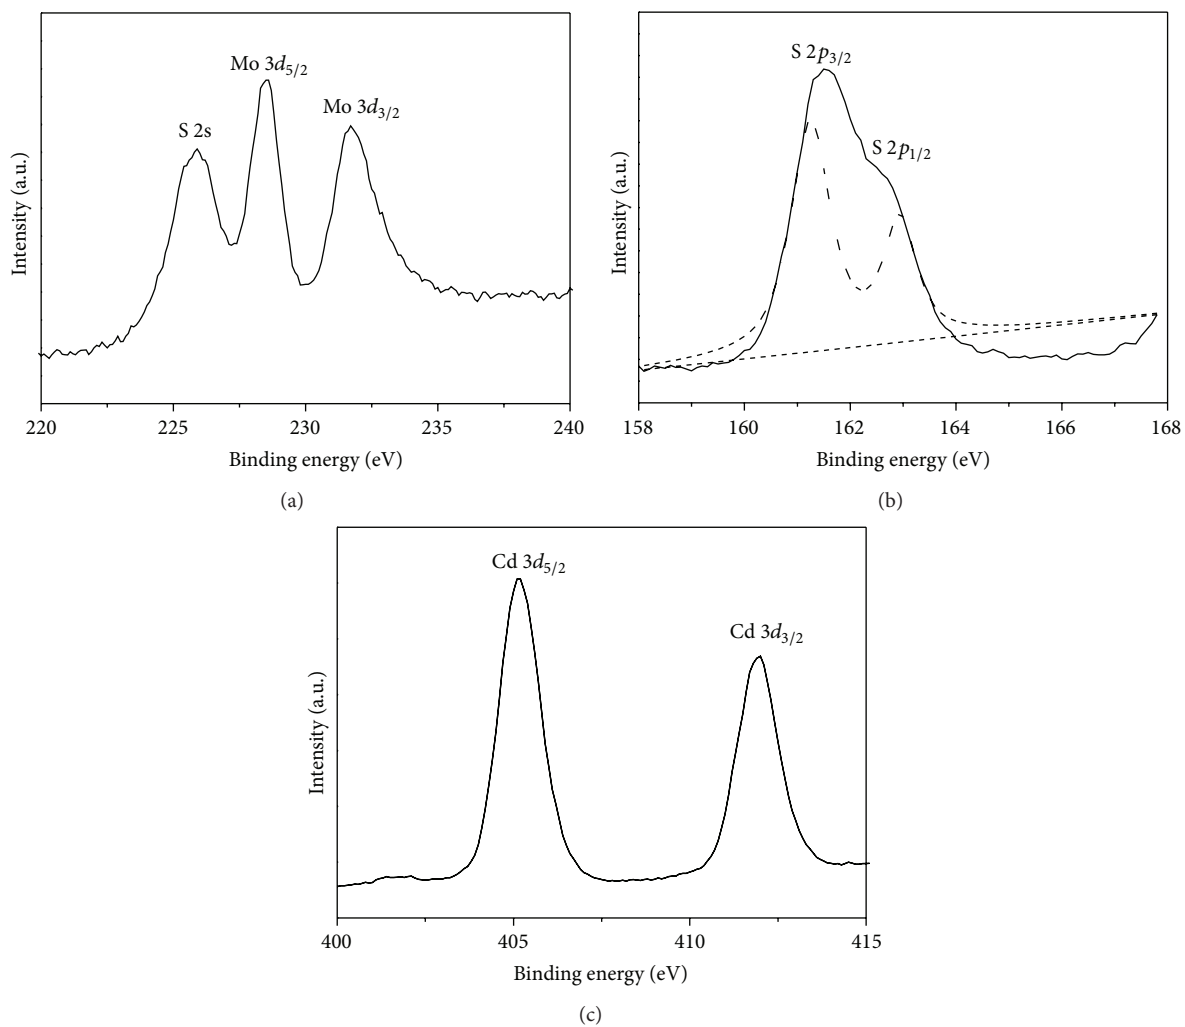 Mo 3d5/2
Mo 3d3/2
S 2s
Intensity (a.u.)
220 225 230 235 240
Binding energy (eV)
(a)
S 2p3/2
S 2p1/2
Intensity (a.u.)
158 160 162 164 166 168
Binding energy (eV)
(b)
Cd 3d5/2
Cd 3d3/2
Intensity (a.u.)
400 405 410 415
Binding energy (eV)
(c)